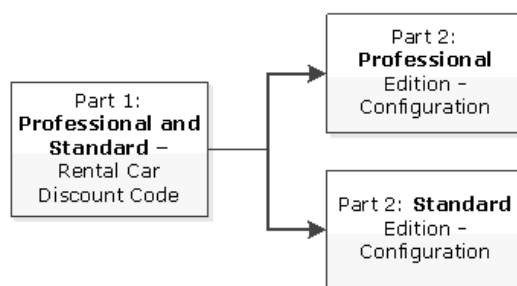 Part 1:
Professional and
Standard –
Rental Car
Discount Code
Part 2:
Professional
Edition –
Configuration
Part 2: Standard
Edition –
Configuration